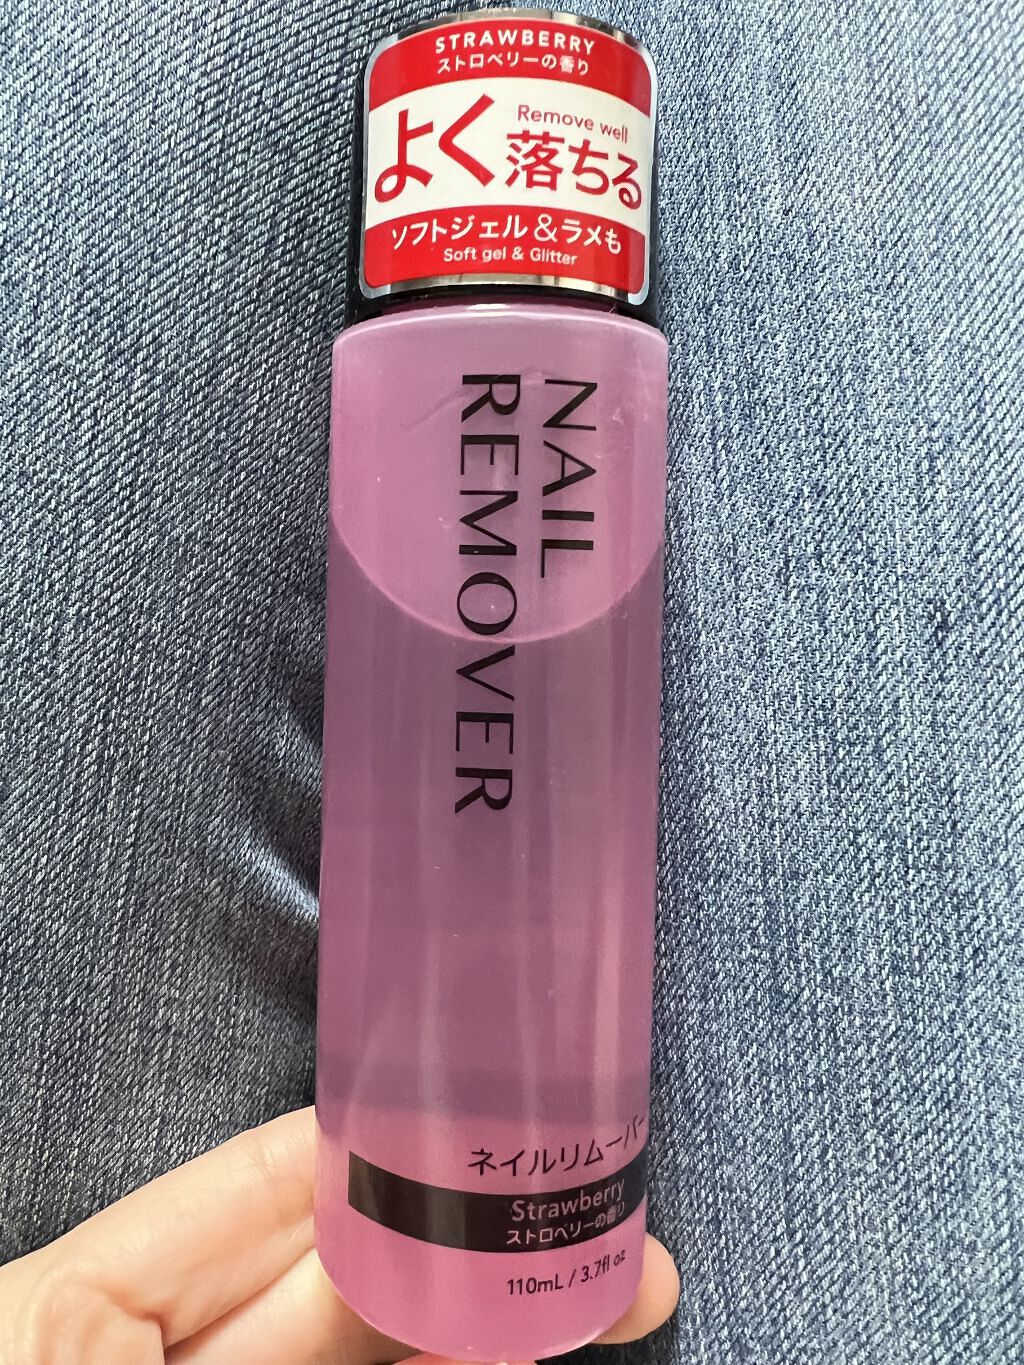 STRAWBERRY
ストロベリーの香り
Remove well
よく落ちる
ソフトジェル&ラメも
Soft gel & Glitter
NAIL
REMOVER
ネイルリムーバー
Strawberry
ストロベリーの香り
110mL / 3.7fl oz